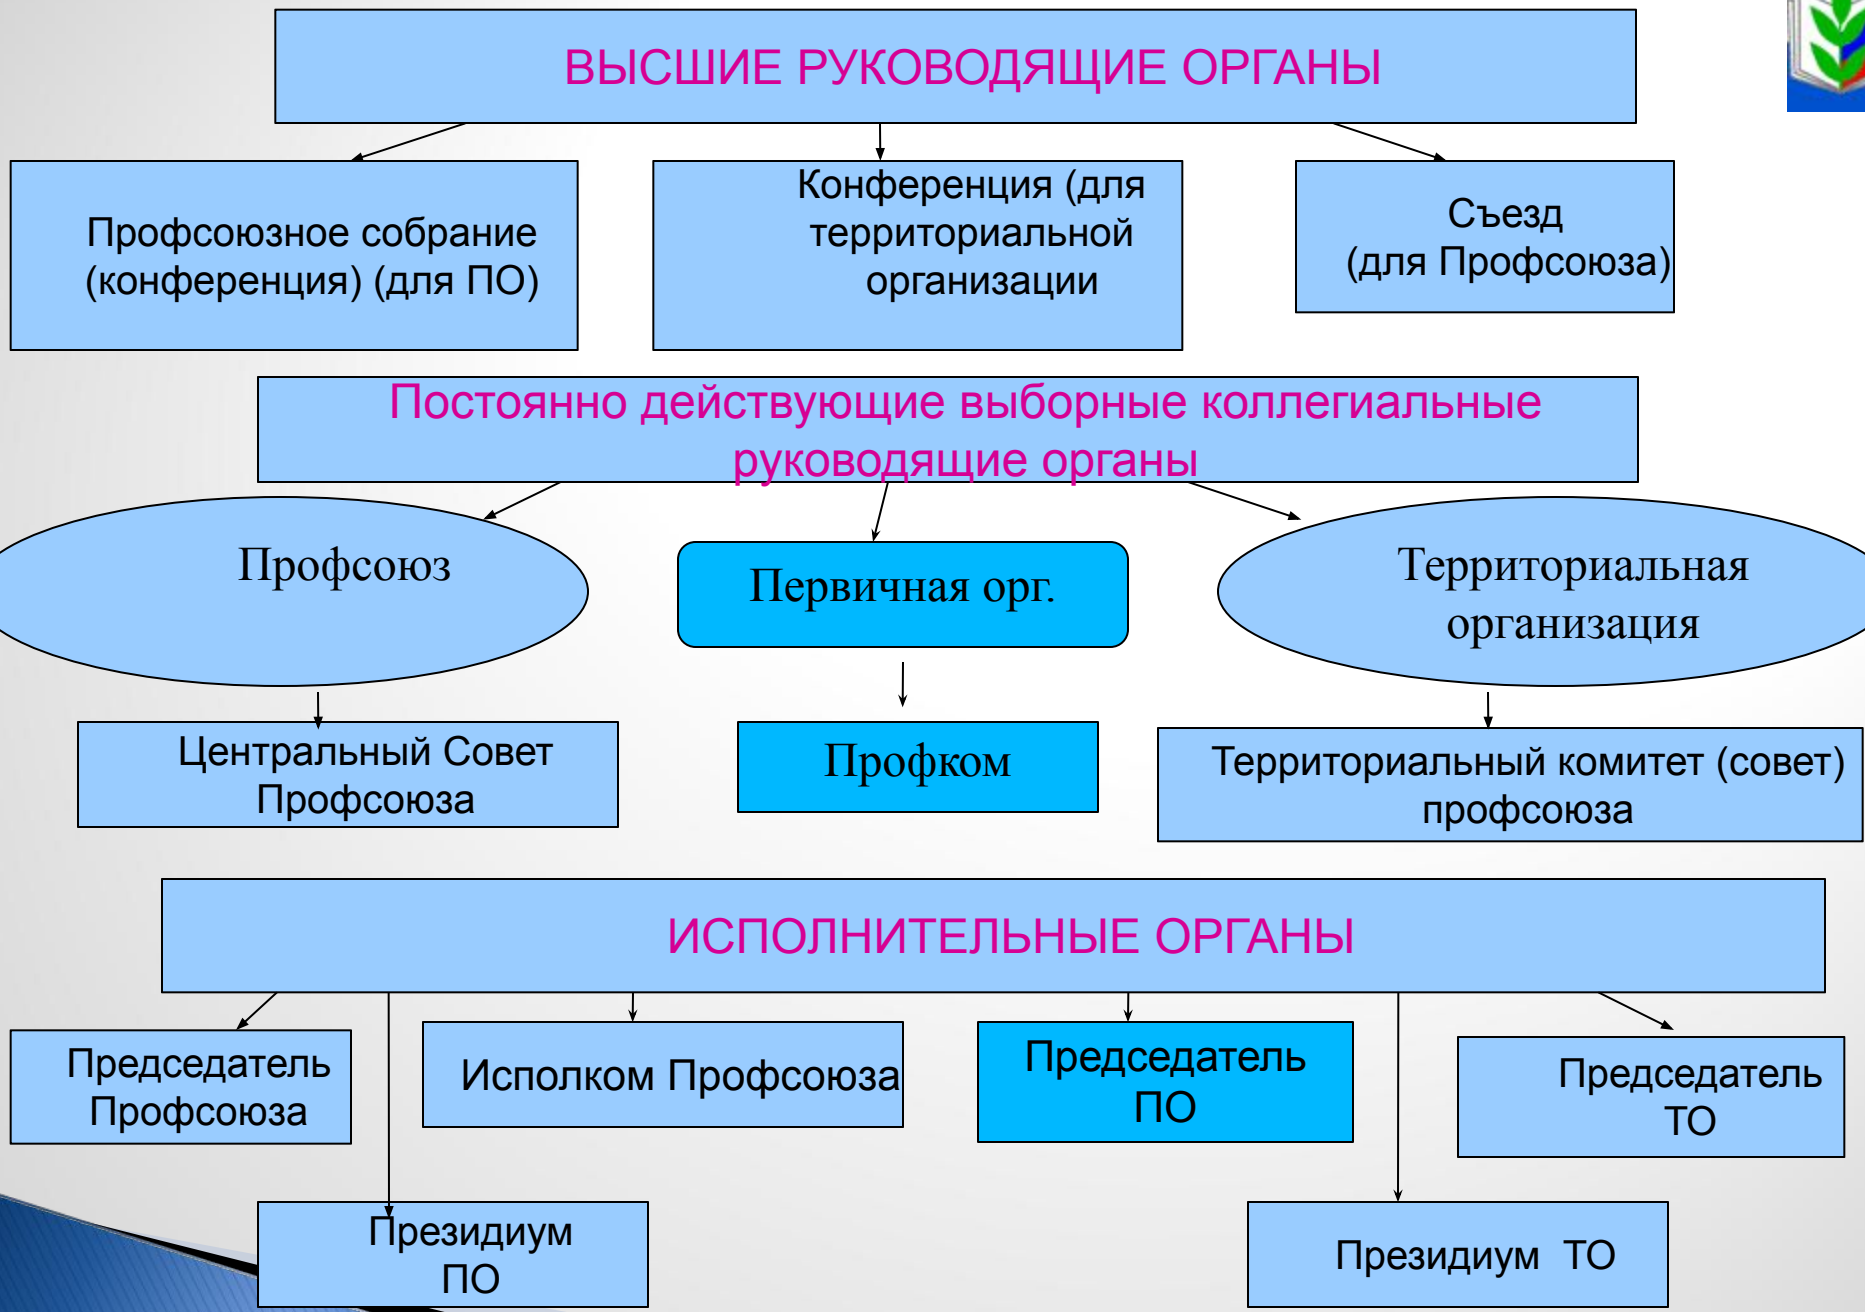 ВЫСШИЕ РУКОВОДЯЩИЕ ОРГАНЫ
Профсоюзное собрание
(конференция) (для ПО)
Конференция (для
территориальной
организации
Съезд
(для Профсоюза)
Постоянно действующие выборные коллегиальные
руководящие органы
Профсоюз
Первичная орг.
Территориальная
организация
Центральный Совет
Профсоюза
Профком
Территориальный комитет (совет)
профсоюза
ИСПОЛНИТЕЛЬНЫЕ ОРГАНЫ
Председатель
Профсоюза
Исполком Профсоюза
Председатель
ПО
Председатель
ТО
Президиум
ПО
Президиум ТО